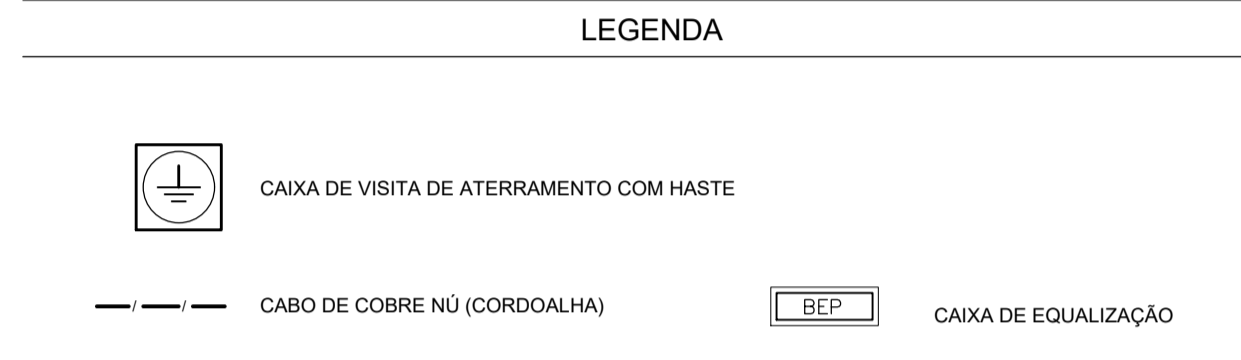 LEGENDA
CAIXA DE VISITA DE ATERRAMENTO COM HASTE
CABO DE COBRE NÚ (CORDOALHA)
BEP
CAIXA DE EQUALIZAÇÃO